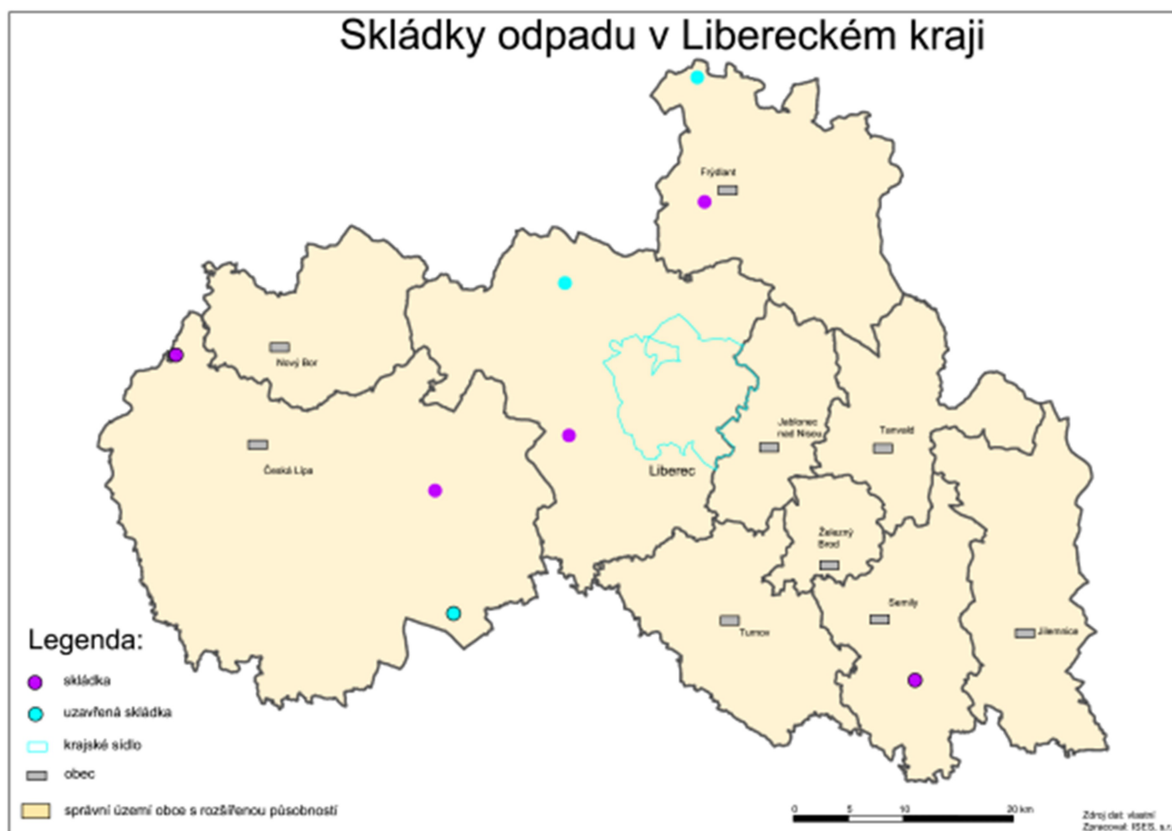 Skládky odpadu v Libereckém kraji
Frýdlant
Nový Bor
Česká Lípa
Liberec
Jablonec
nad Nisou
Tanvald
Železný
Brod
Semily
Turnov
Jilemnice
Legenda:
skládka
uzavřená skládka
krajské sídlo
obec
správní území obce s rozšířenou působností
0 5 10 20 km
Zdroj dat: vlastní
Zpracoval: ISES, s.r.